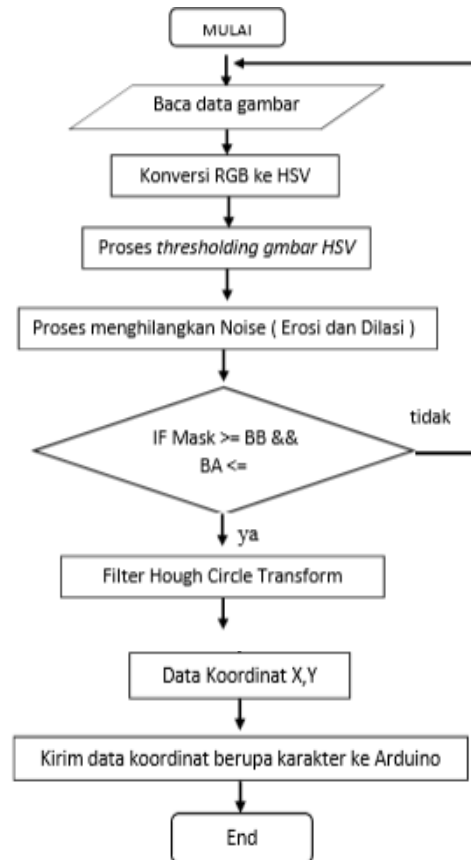 MULAI
Baca data gambar
Konversi RGB ke HSV
Proses thresholding gmbar HSV
Proses menghilangkan Noise ( Erosi dan Dilasi )
IF Mask >= BB &&
BA <=
tidak
ya
Filter Hough Circle Transform
Data Koordinat X,Y
Kirim data koordinat berupa karakter ke Arduino
End